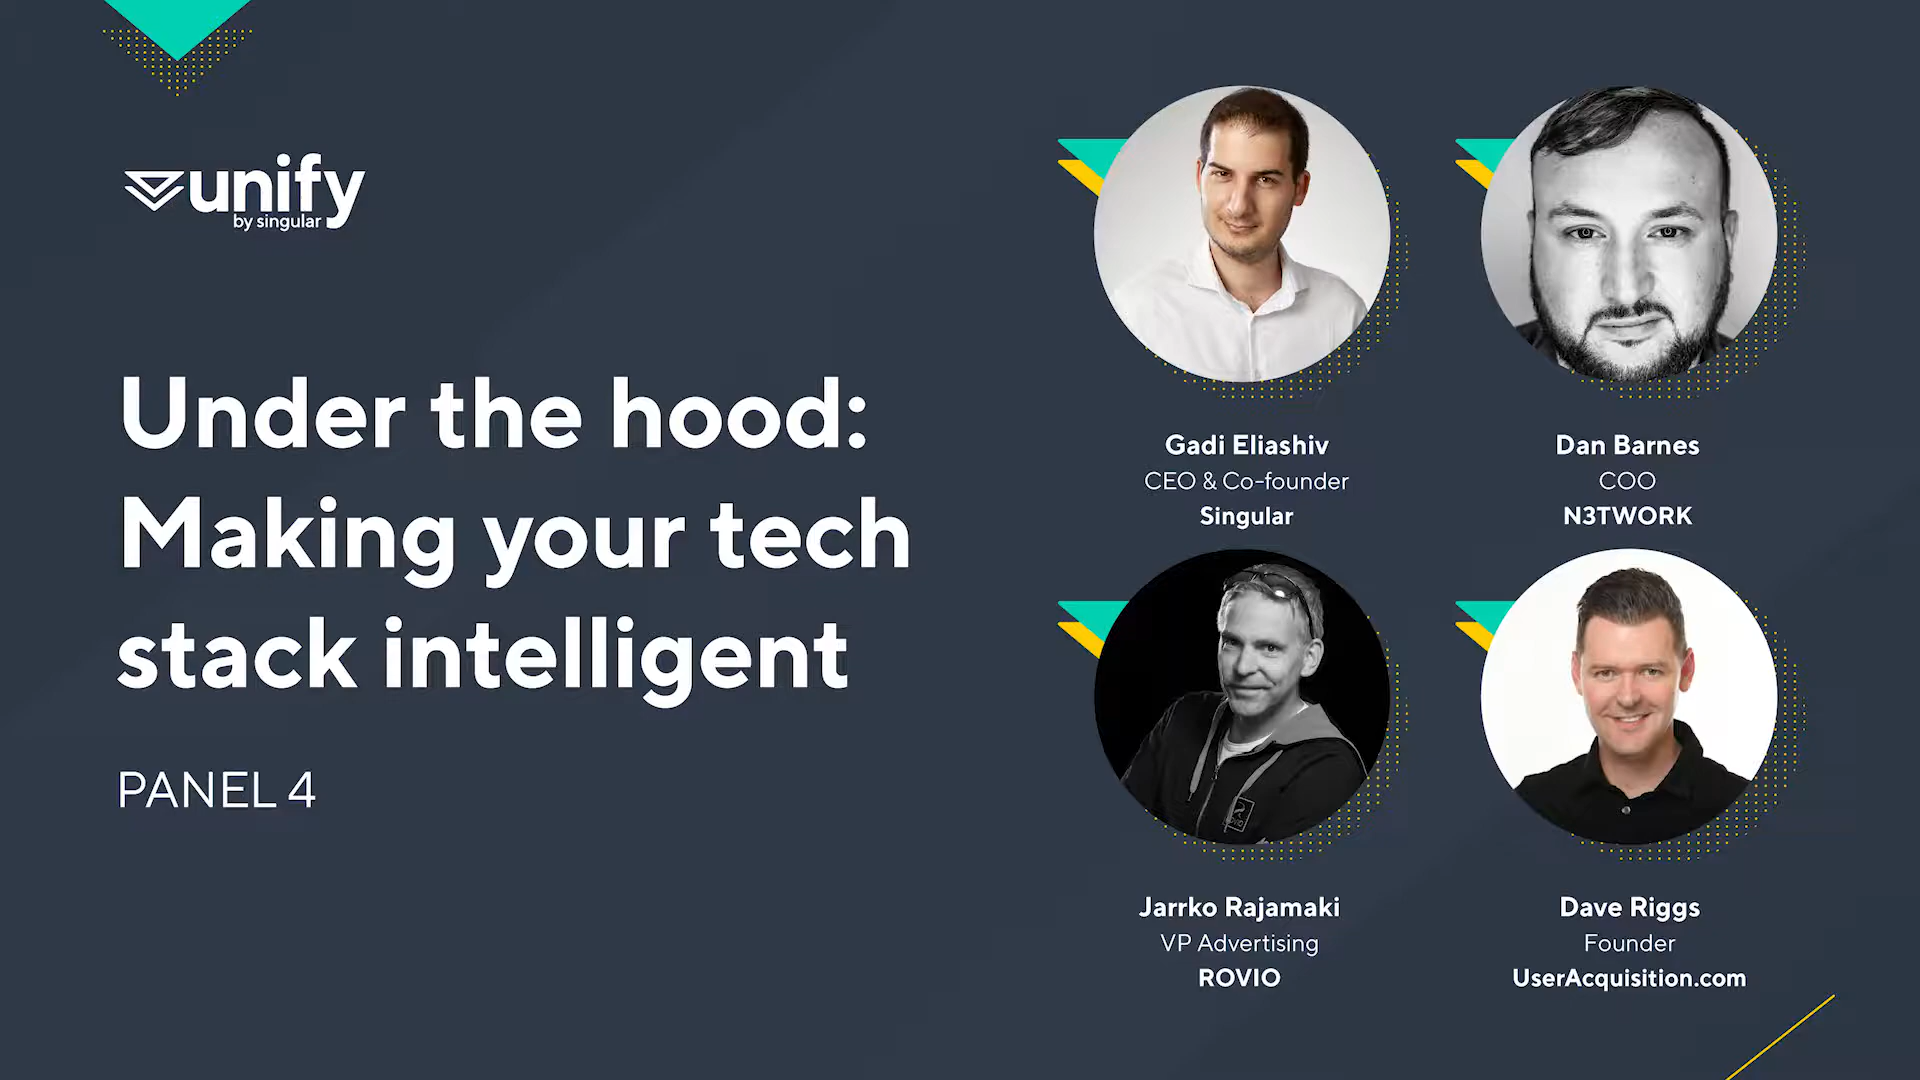 unify
by singular
Under the hood:
Making your tech
stack intelligent
PANEL 4
Gadi Eliashiv
CEO & Co-founder
Singular
Dan Barnes
COO
N3TWORK
Jarrko Rajamaki
VP Advertising
ROVIO
Dave Riggs
Founder
UserAcquisition.com
ROVIO